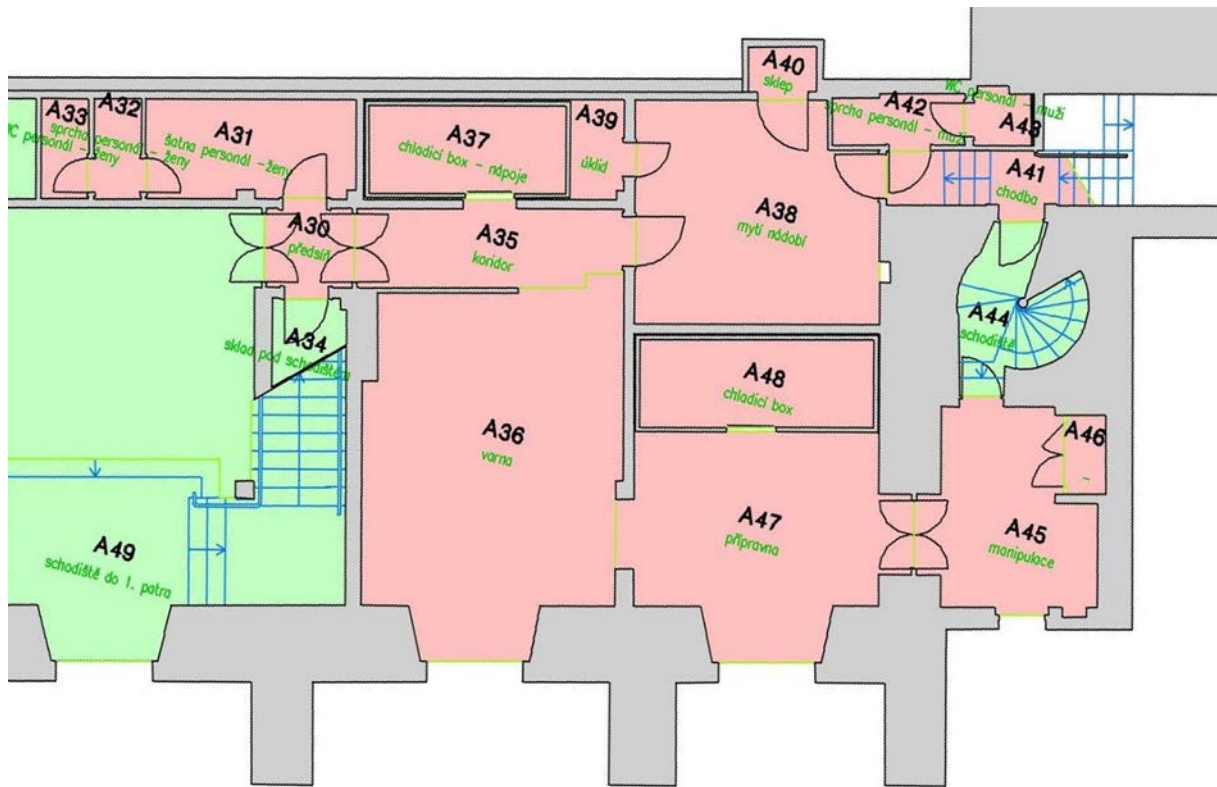 A40
sklep
WC personál - muži
A42
sprcha personál - muži
A43
A33
WC personál - ženy
A32
sprcha personál - ženy
A31
šatna personál - ženy
A37
chladicí box - nápoje
A39
úklid
A41
chodba
A38
mytí nádobí
A30
předsíň
A35
koridor
A34
sklad pod schodištěm
A44
schodiště
A48
chladicí box
A36
varna
A46
-
A47
přípravna
A45
manipulace
A49
schodiště do 1. patra